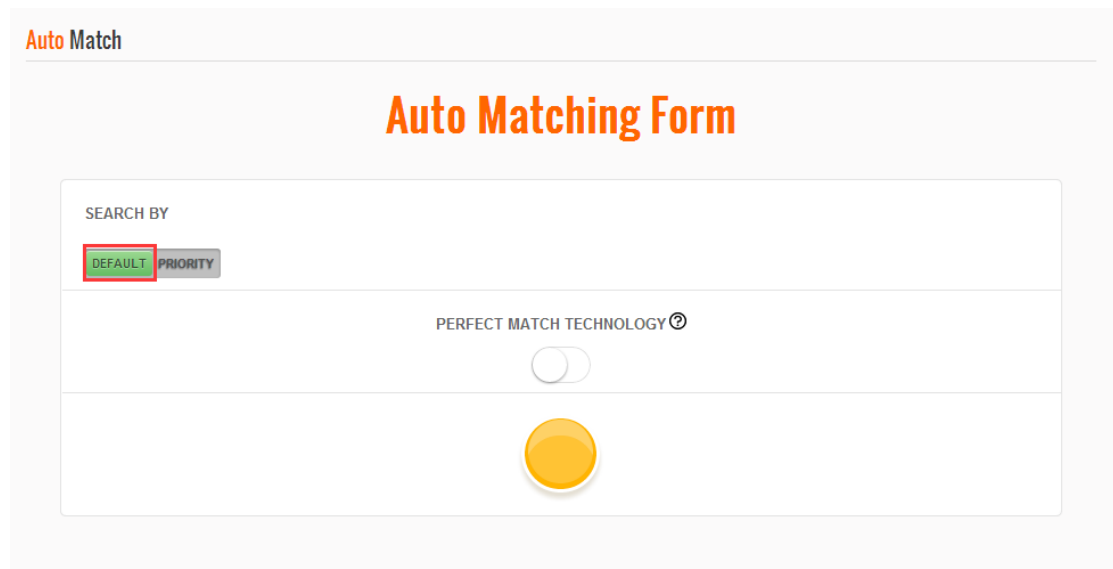 Auto Match
Auto Matching Form
SEARCH BY
DEFAULT PRIORITY
PERFECT MATCH TECHNOLOGY ?